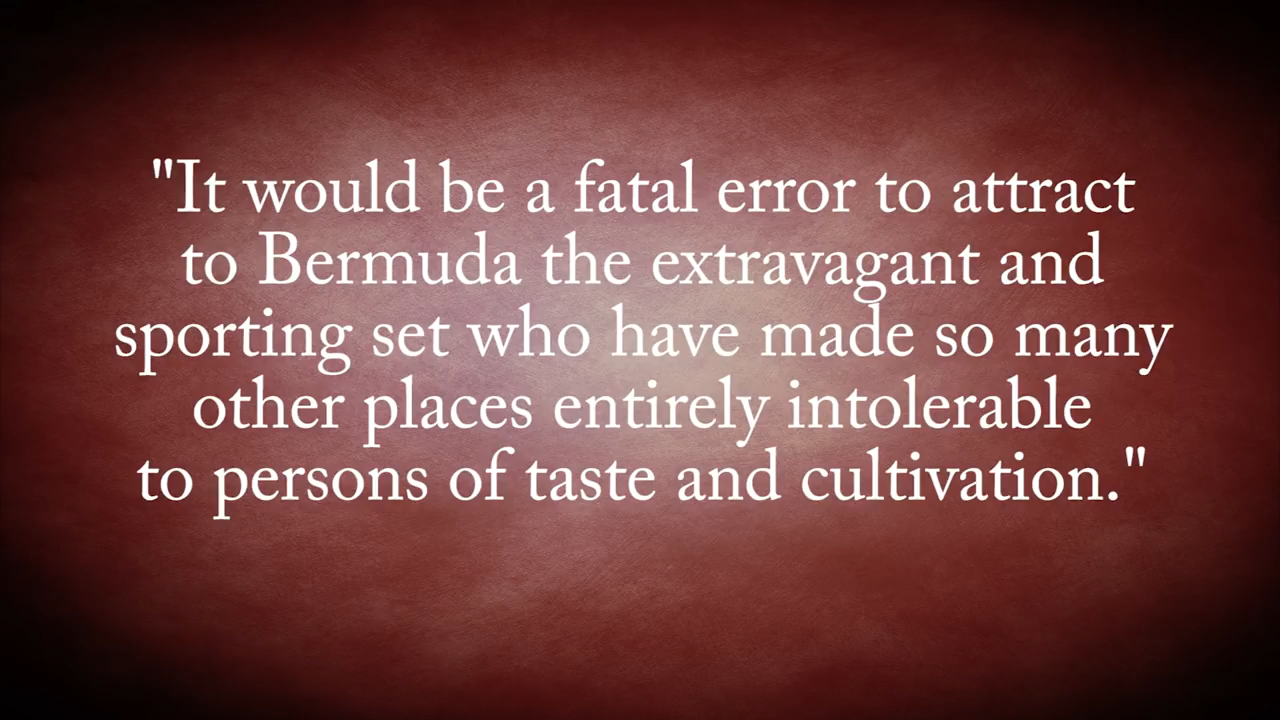 "It would be a fatal error to attract
to Bermuda the extravagant and
sporting set who have made so many
other places entirely intolerable
to persons of taste and cultivation."